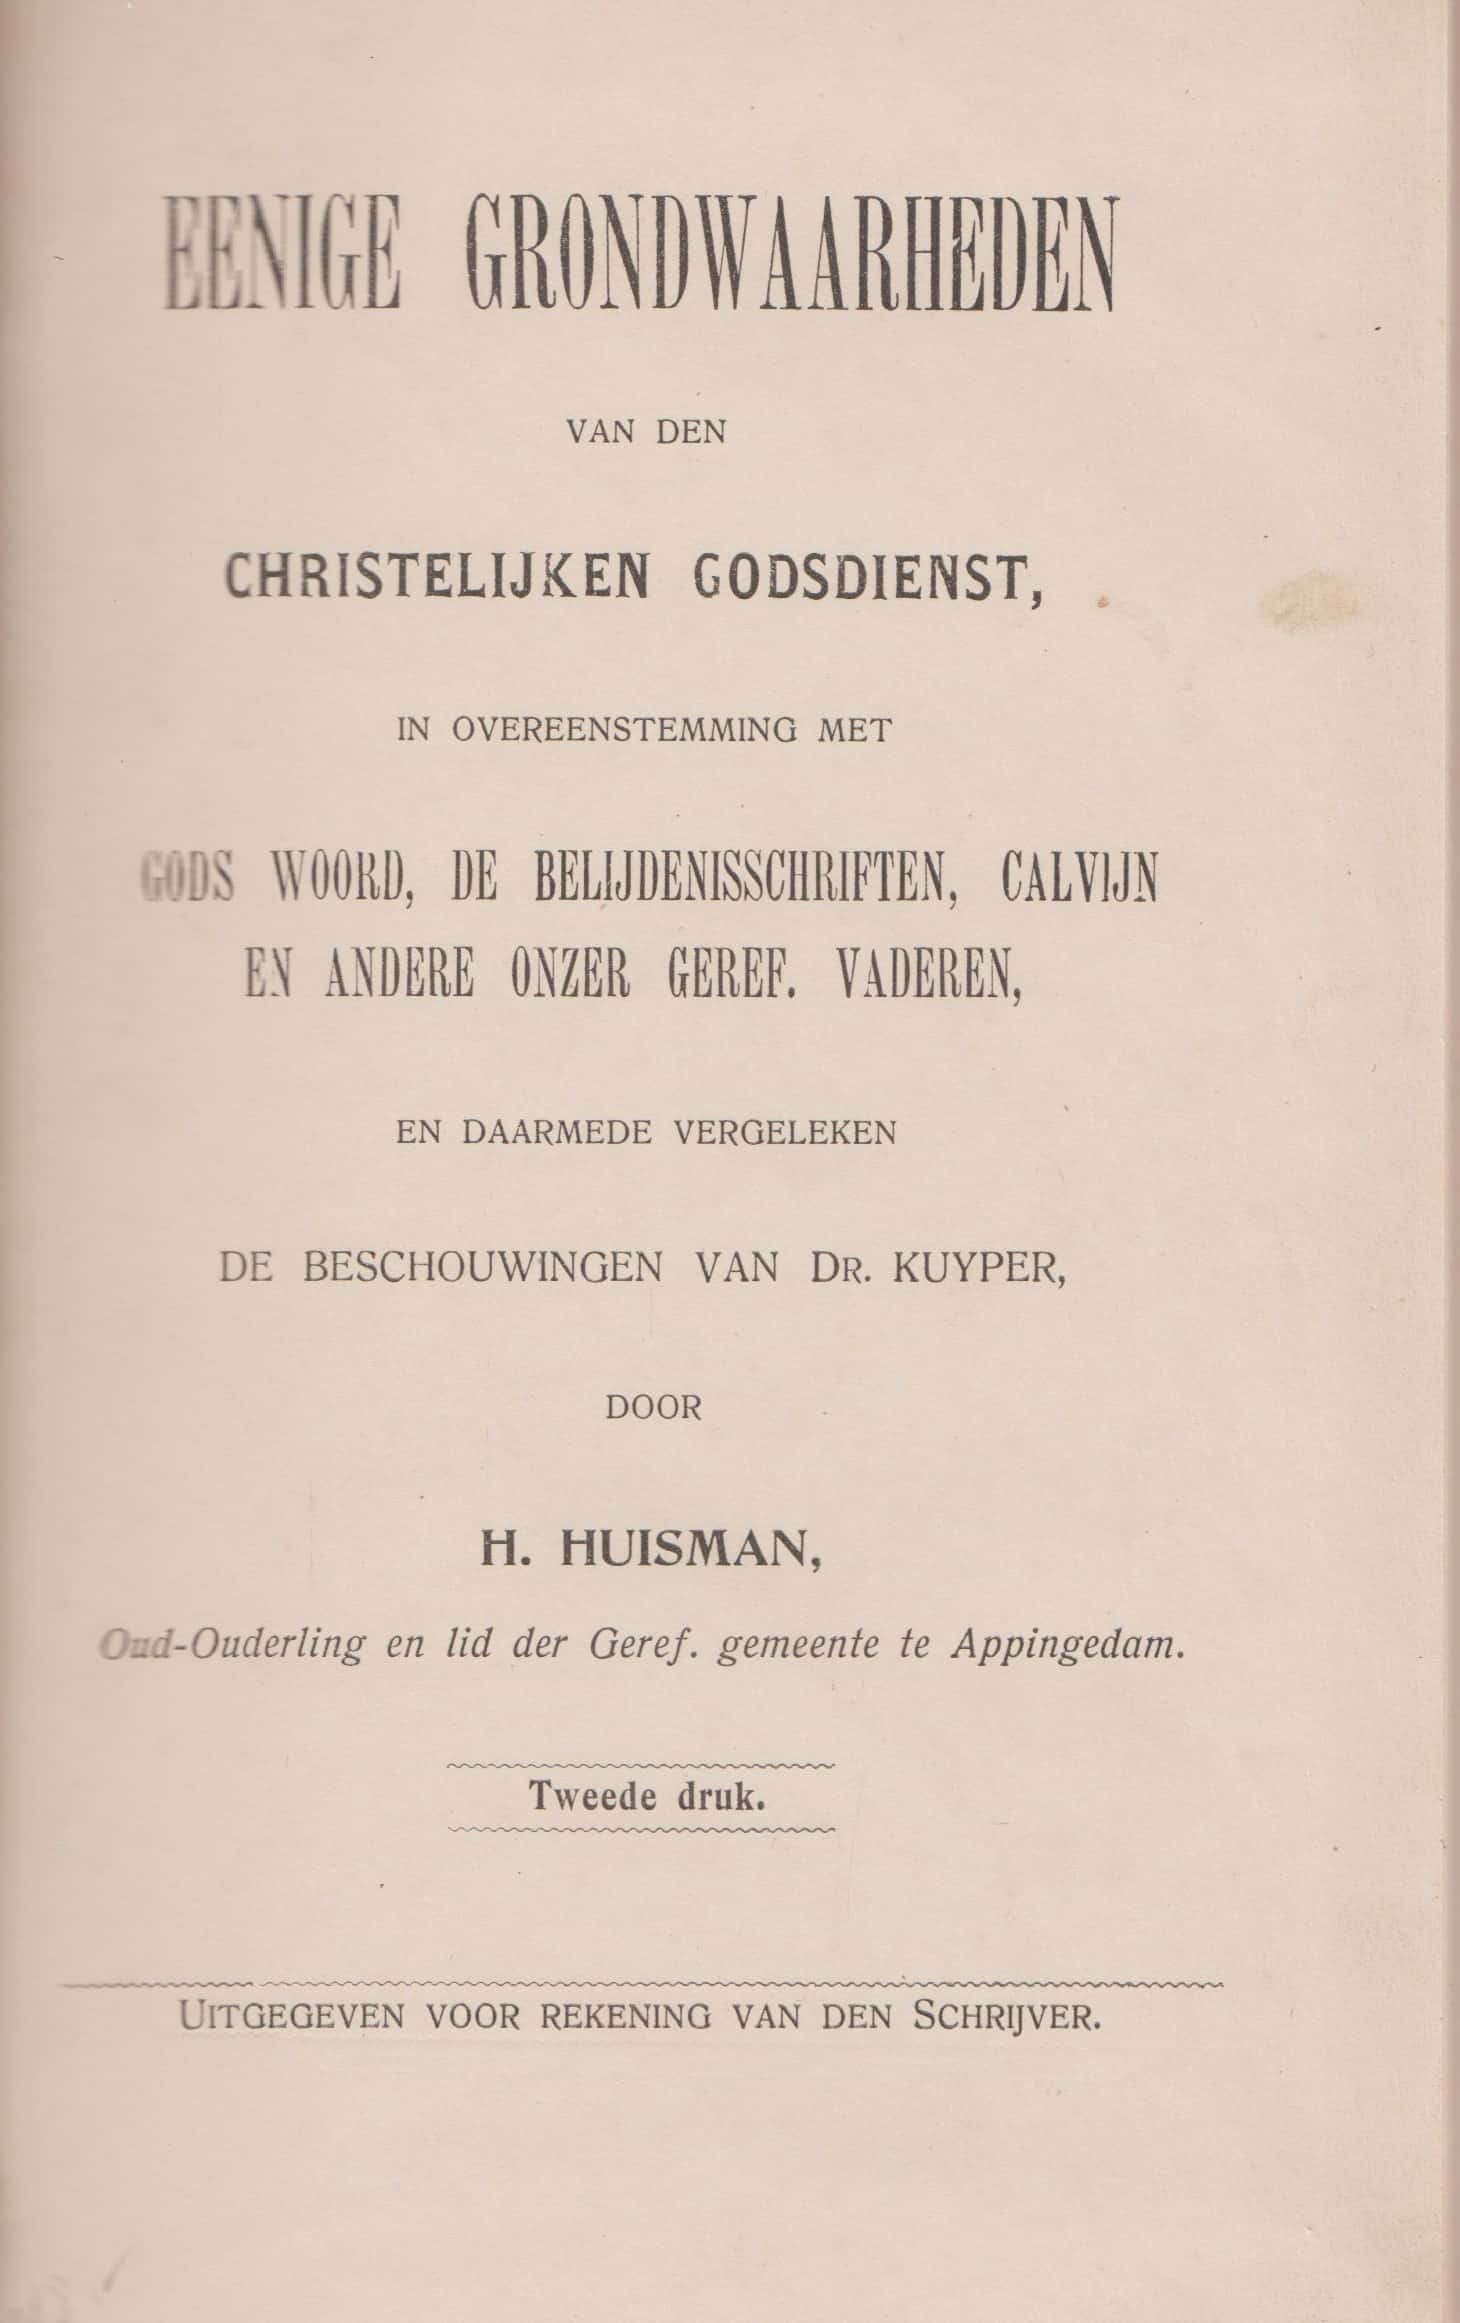 EENIGE GRONDWAARHEDEN
VAN DEN
CHRISTELIJKEN GODSDIENST,
IN OVEREENSTEMMING MET
GODS WOORD, DE BELIJDENISSCHRIFTEN, CALVIJN
EN ANDERE ONZER GEREF. VADEREN,
EN DAARMEDE VERGELEKEN
DE BESCHOUWINGEN VAN DR. KUYPER,
DOOR
H. HUISMAN,
Oud-Ouderling en lid der Geref. gemeente te Appingedam.
Tweede druk.
UITGEGEVEN VOOR REKENING VAN DEN SCHRIJVER.